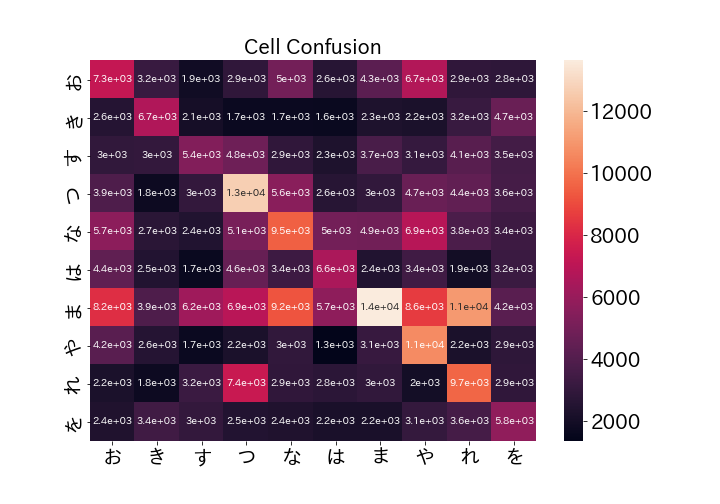 Cell Confusion
お 7.3e+03 3.2e+03 1.9e+03 2.9e+03 5e+03 2.6e+03 4.3e+03 6.7e+03 2.9e+03 2.8e+03
き 2.6e+03 6.7e+03 2.1e+03 1.7e+03 1.7e+03 1.6e+03 2.3e+03 2.2e+03 3.2e+03 4.7e+03
す 3e+03 3e+03 5.4e+03 4.8e+03 2.9e+03 2.3e+03 3.7e+03 3.1e+03 4.1e+03 3.5e+03
つ 3.9e+03 1.8e+03 3e+03 1.3e+04 5.6e+03 2.6e+03 3e+03 4.7e+03 4.4e+03 3.6e+03
な 5.7e+03 2.7e+03 2.4e+03 5.1e+03 9.5e+03 5e+03 4.9e+03 6.9e+03 3.8e+03 3.4e+03
は 4.4e+03 2.5e+03 1.7e+03 4.6e+03 3.4e+03 6.6e+03 2.4e+03 3.4e+03 1.9e+03 3.2e+03
ま 8.2e+03 3.9e+03 6.2e+03 6.9e+03 9.2e+03 5.7e+03 1.4e+04 8.6e+03 1.1e+04 4.2e+03
や 4.2e+03 2.6e+03 1.7e+03 2.2e+03 3e+03 1.3e+03 3.1e+03 1.1e+04 2.2e+03 2.9e+03
れ 2.2e+03 1.8e+03 3.2e+03 7.4e+03 2.9e+03 2.8e+03 3e+03 2e+03 9.7e+03 2.9e+03
を 2.4e+03 3.4e+03 3e+03 2.5e+03 2.4e+03 2.2e+03 2.2e+03 3.1e+03 3.6e+03 5.8e+03
お き す つ な は ま や れ を
12000
10000
8000
6000
4000
2000